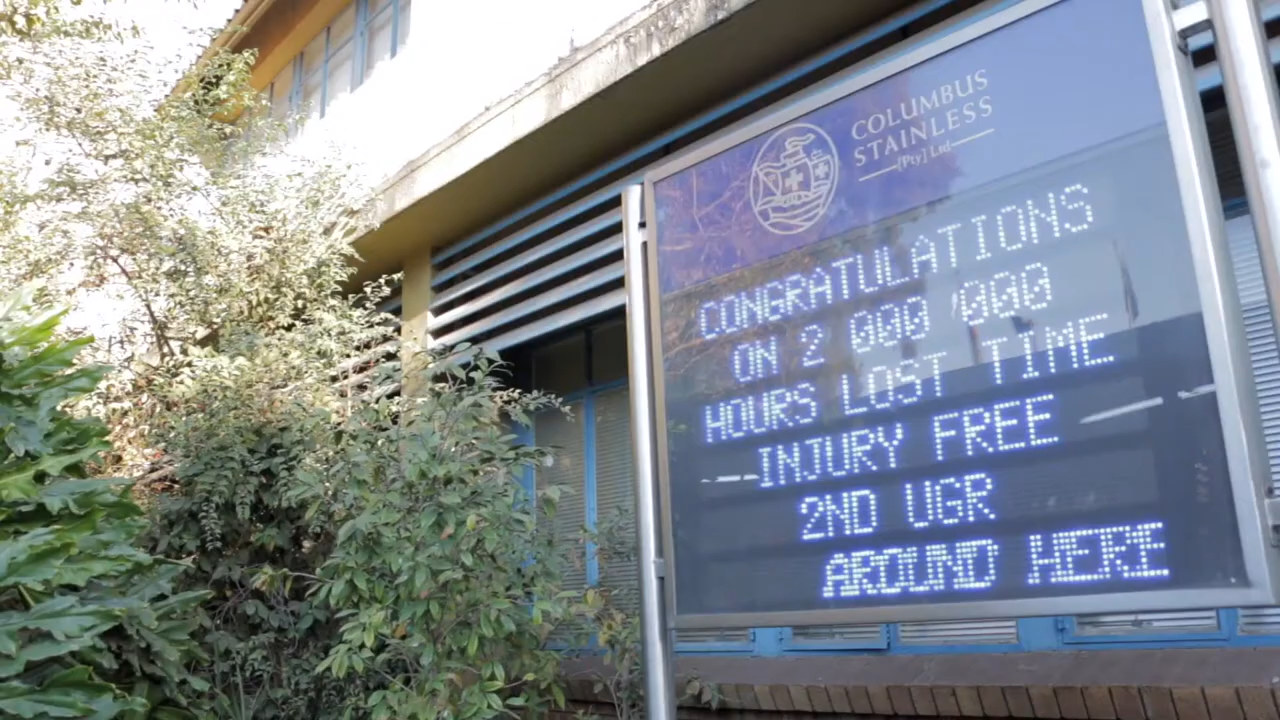 COLUMBUS
STAINLESS
[Pty] Ltd
CONGRATULATIONS
ON 2 000 000
HOURS LOST TIME
INJURY FREE
2ND UGR
AROUND HERE